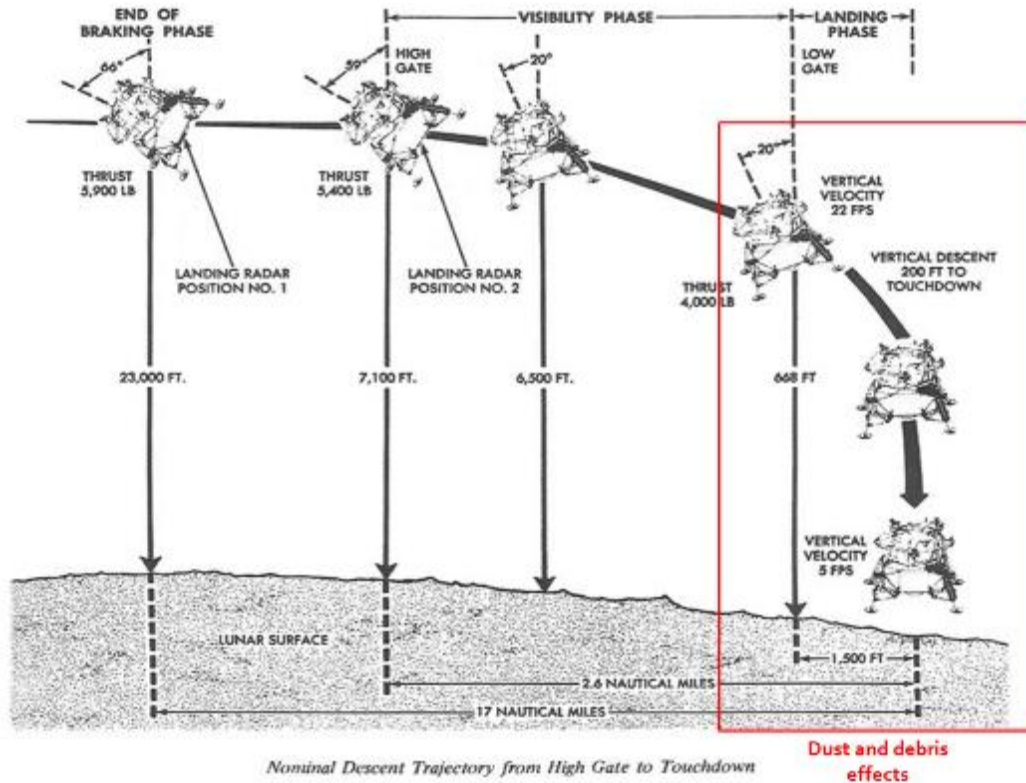 END OF
BRAKING PHASE
VISIBILITY PHASE
LANDING
PHASE
66°
59°
HIGH
GATE
20°
LOW
GATE
20°
THRUST
5,900 LB
THRUST
5,400 LB
VERTICAL
VELOCITY
22 FPS
LANDING RADAR
POSITION NO. 1
LANDING RADAR
POSITION NO. 2
THRUST
4,000 LB
VERTICAL DESCENT
200 FT TO
TOUCHDOWN
23,000 FT.
7,100 FT.
6,500 FT.
668 FT
VERTICAL
VELOCITY
5 FPS
LUNAR SURFACE
1,500 FT
2.6 NAUTICAL MILES
17 NAUTICAL MILES
Nominal Descent Trajectory from High Gate to Touchdown
Dust and debris
effects